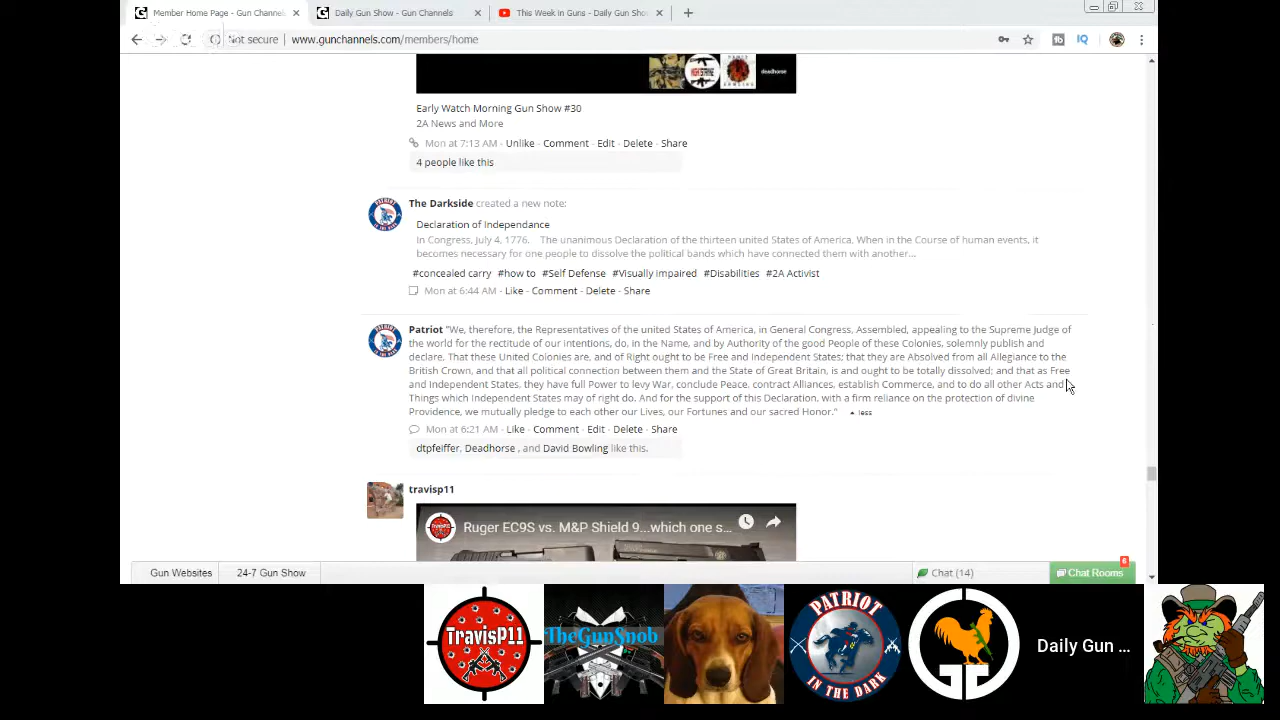 Member Home Page - Gun Channels
Daily Gun Show - Gun Channels
This Week In Guns - Daily Gun Sho
Not secure
www.gunchannels.com/members/home
deadhorse
Early Watch Morning Gun Show #30
2A News and More
Mon at 7:13 AM - Unlike - Comment - Edit - Delete - Share
4 people like this
The Darkside created a new note:
Declaration of Independance
In Congress, July 4, 1776. The unanimous Declaration of the thirteen united States of America, When in the Course of human events, it
becomes necessary for one people to dissolve the political bands which have connected them with another...
#concealed carry #how to #Self Defense #Visually impaired #Disabilities #2A Activist
Mon at 6:44 AM - Like - Comment - Delete - Share
Patriot "We, therefore, the Representatives of the united States of America, in General Congress, Assembled, appealing to the Supreme Judge of
the world for the rectitude of our intentions, do, in the Name, and by Authority of the good People of these Colonies, solemnly publish and
declare, That these United Colonies are, and of Right ought to be Free and Independent States; that they are Absolved from all Allegiance to the
British Crown, and that all political connection between them and the State of Great Britain, is and ought to be totally dissolved; and that as Free
and Independent States, they have full Power to levy War, conclude Peace, contract Alliances, establish Commerce, and to do all other Acts and
Things which Independent States may of right do. And for the support of this Declaration, with a firm reliance on the protection of divine
Providence, we mutually pledge to each other our Lives, our Fortunes and our sacred Honor." less
Mon at 6:21 AM - Like - Comment - Edit - Delete - Share
dtpfeiffer, Deadhorse , and David Bowling like this.
travisp11
Ruger EC9S vs. M&P Shield 9...which one s...
Gun Websites
24-7 Gun Show
Chat (14)
Chat Rooms
6
TravisP11
TheGunSnob
PATRIOT
IN THE DARK
Daily Gun ...